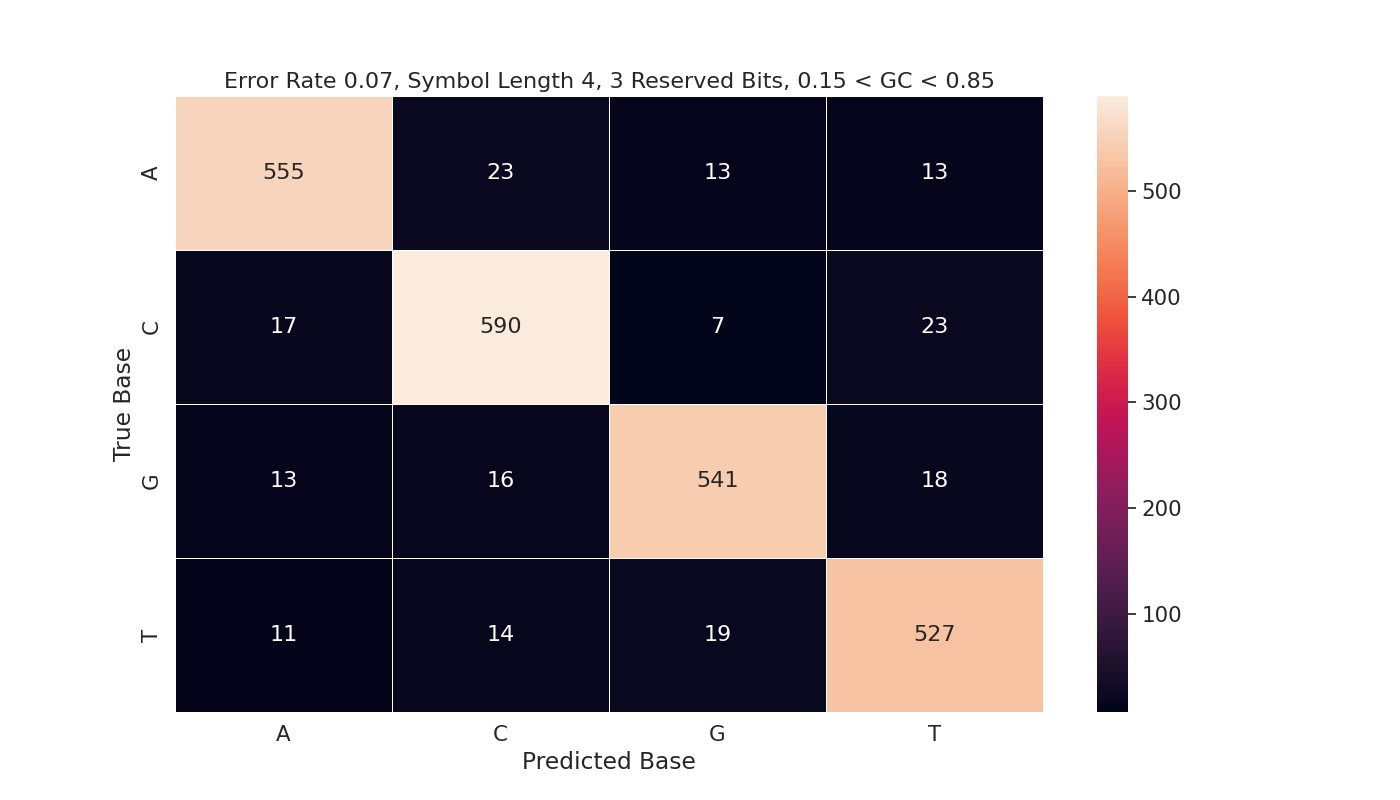 Error Rate 0.07, Symbol Length 4, 3 Reserved Bits, 0.15 < GC < 0.85
True Base
A
555
23
13
13
C
17
590
7
23
G
13
16
541
18
T
11
14
19
527
A
C
G
T
Predicted Base
500
400
300
200
100